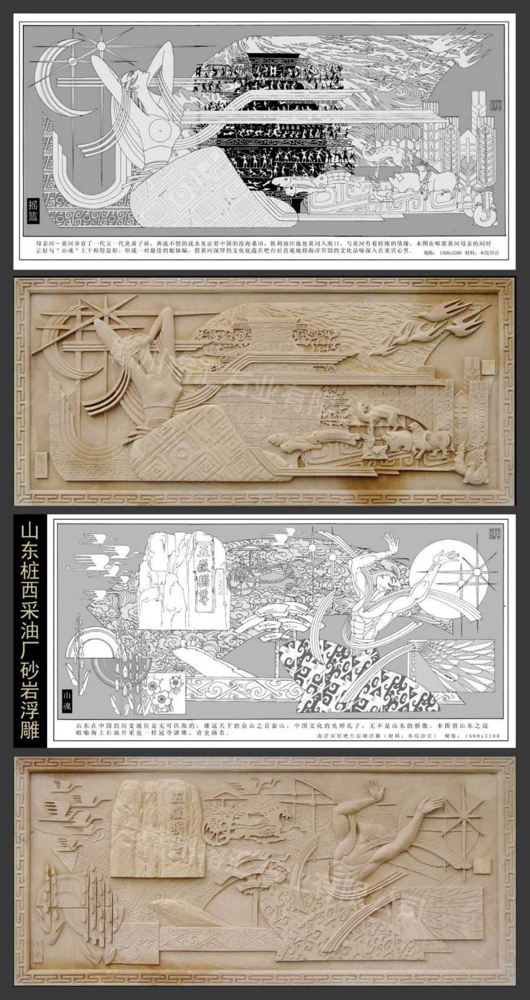 摇篮
母亲河－黄河孕育了一代又一代炎黄子孙，奔流不惜的流水见证着中国的沧海桑田，胜利油田地处黄河入海口，与黄河有着特殊的情缘，本图在呕歌黄河母亲的同时
正好与"山魂"上下相得益彰，形成一对最佳的姐妹编，借黄河深厚的文化底蕴在吧台后直观地将海洋宾馆的文化品味深入在来宾心里．
规格：1400x3200 材料：木纹沙岩
石业有限
山东桩西采油厂砂岩浮雕
五嶽獨尊
山魂
山东在中国的历史地位是无可匹敌的，雄冠天下的众山之首泰山，中国文化的先师孔子，无不是山东的骄傲，本图借山东之冠
暗喻海上石油开采也一样冠夺诸雄，青史扬名．
海洋宾馆吧台后墙浮雕（材料：木纹沙岩） 规格：1400x3200
五嶽獨尊